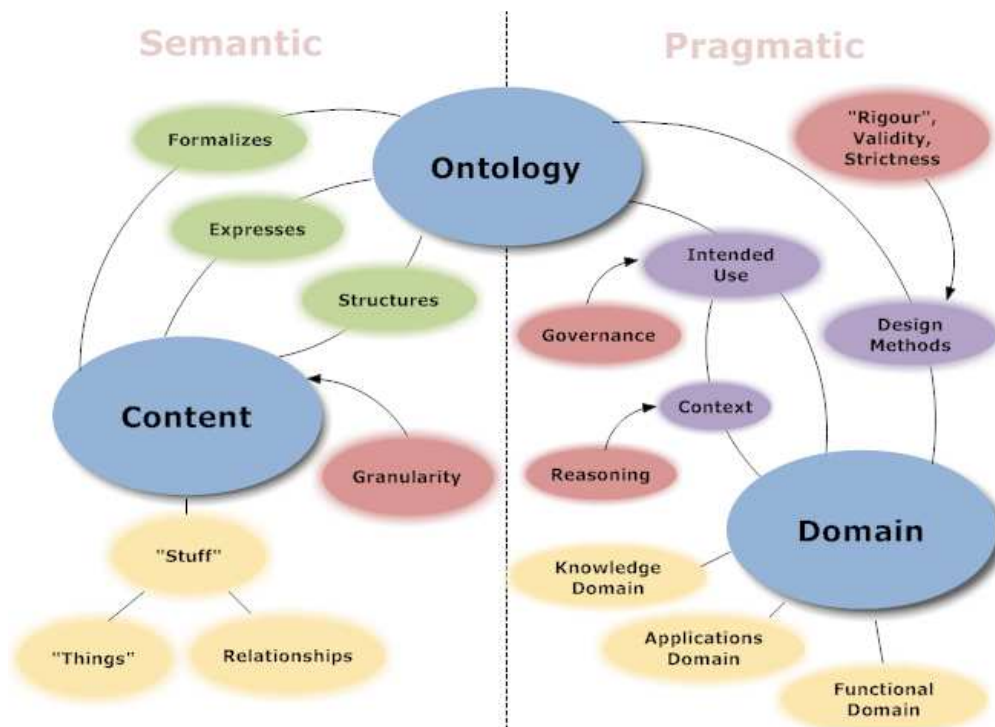 Semantic
Pragmatic
Formalizes
Ontology
"Rigour",
Validity,
Strictness
Expresses
Intended
Use
Structures
Governance
Design
Methods
Content
Context
Granularity
Reasoning
Domain
"Stuff"
Knowledge
Domain
"Things"
Relationships
Applications
Domain
Functional
Domain